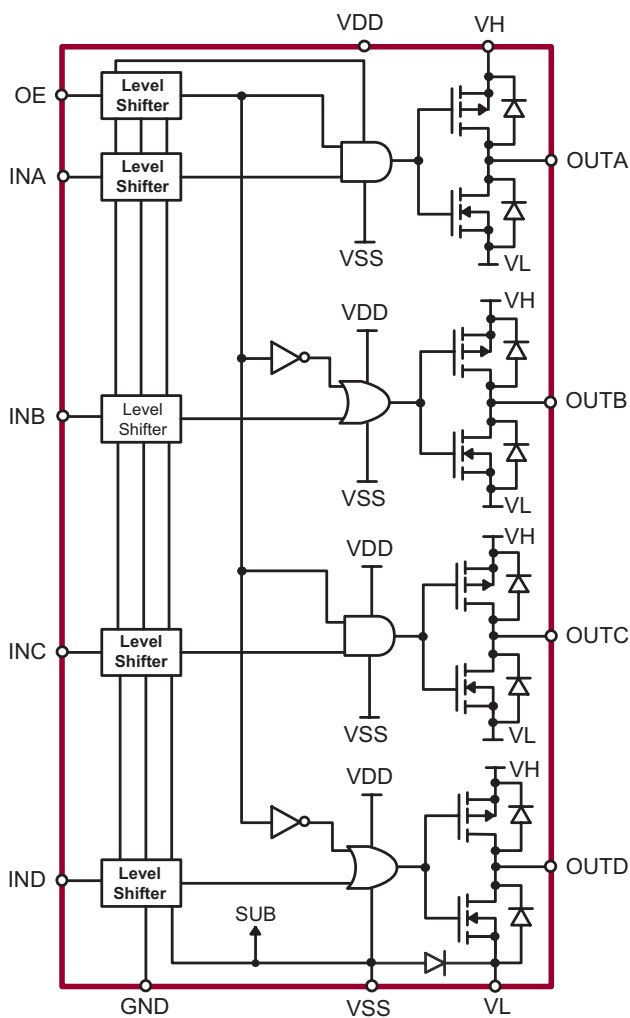 VDD
VH
OE
Level
Shifter
INA
Level
Shifter
OUTA
VSS
VL
VDD
VH
INB
Level
Shifter
OUTB
VSS
VL
VDD
VH
INC
Level
Shifter
OUTC
VSS
VL
VDD
VH
IND
Level
Shifter
OUTD
SUB
GND
VSS
VL